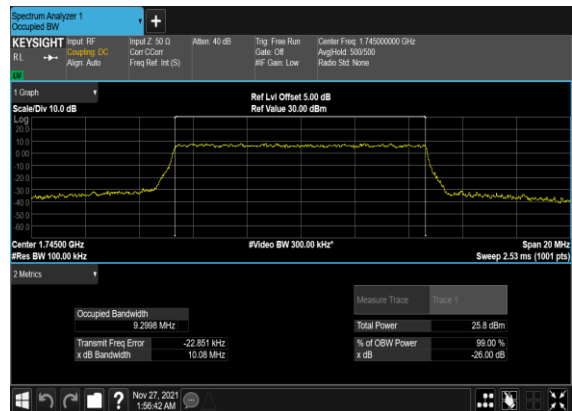 Spectrum Analyzer 1
Occupied BW
+
KEYSIGHT Input: RF Input Z: 50 Ω Atten: 40 dB Trig: Free Run Center Freq: 1.745000000 GHz
RL Coupling: DC Corr CCorr Gate: Off Avg|Hold: 500/500
Align: Auto Freq Ref: Int (S) #IF Gain: Low Radio Std: None
1 Graph Ref Lvl Offset 5.00 dB
Scale/Div 10.0 dB Ref Value 30.00 dBm
Log
20.0
10.0
0.00
-10.0
-20.0
-30.0
-40.0
-50.0
-60.0
Center 1.74500 GHz #Video BW 300.00 kHz* Span 20 MHz
#Res BW 100.00 kHz Sweep 2.53 ms (1001 pts)
2 Metrics
Measure Trace Trace 1
Occupied Bandwidth
9.2998 MHz Total Power 25.8 dBm
Transmit Freq Error -22.851 kHz % of OBW Power 99.00 %
x dB Bandwidth 10.08 MHz x dB -26.00 dB
? Nov 27, 2021
1:56:42 AM